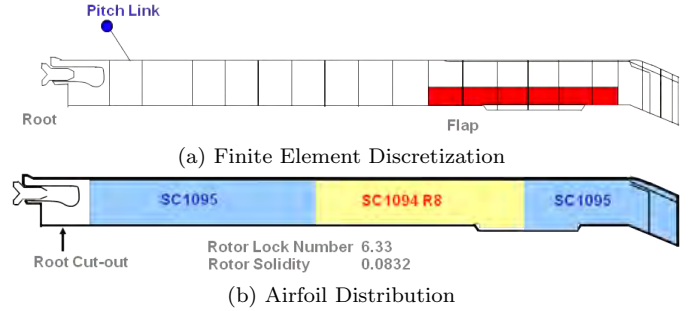 Pitch Link
Root
Flap
(a) Finite Element Discretization
SC1095
SC1094 R8
SC1095
Rotor Lock Number 6.33
Root Cut-out
Rotor Solidity 0.0832
(b) Airfoil Distribution